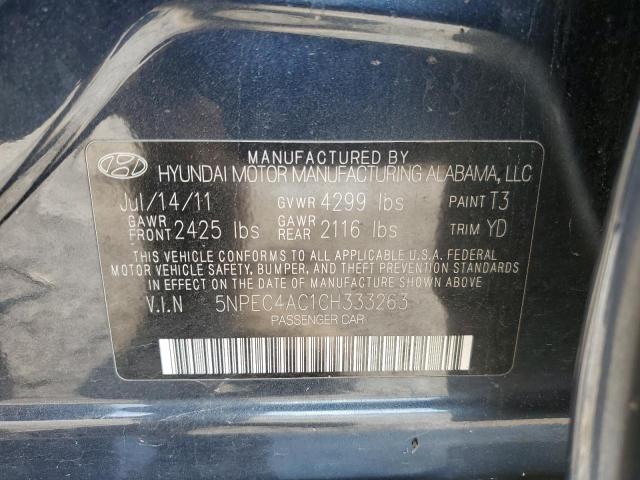 MANUFACTURED BY
HYUNDAI MOTOR MANUFACTURING ALABAMA, LLC
Jul/14/11 GVWR 4299 lbs PAINT T3
GAWR FRONT 2425 lbs GAWR REAR 2116 lbs TRIM YD
THIS VEHICLE CONFORMS TO ALL APPLICABLE U.S.A. FEDERAL
MOTOR VEHICLE SAFETY, BUMPER, AND THEFT PREVENTION STANDARDS
IN EFFECT ON THE DATE OF MANUFACTURE SHOWN ABOVE
V.I.N 5NPEC4AC1CH333263
PASSENGER CAR